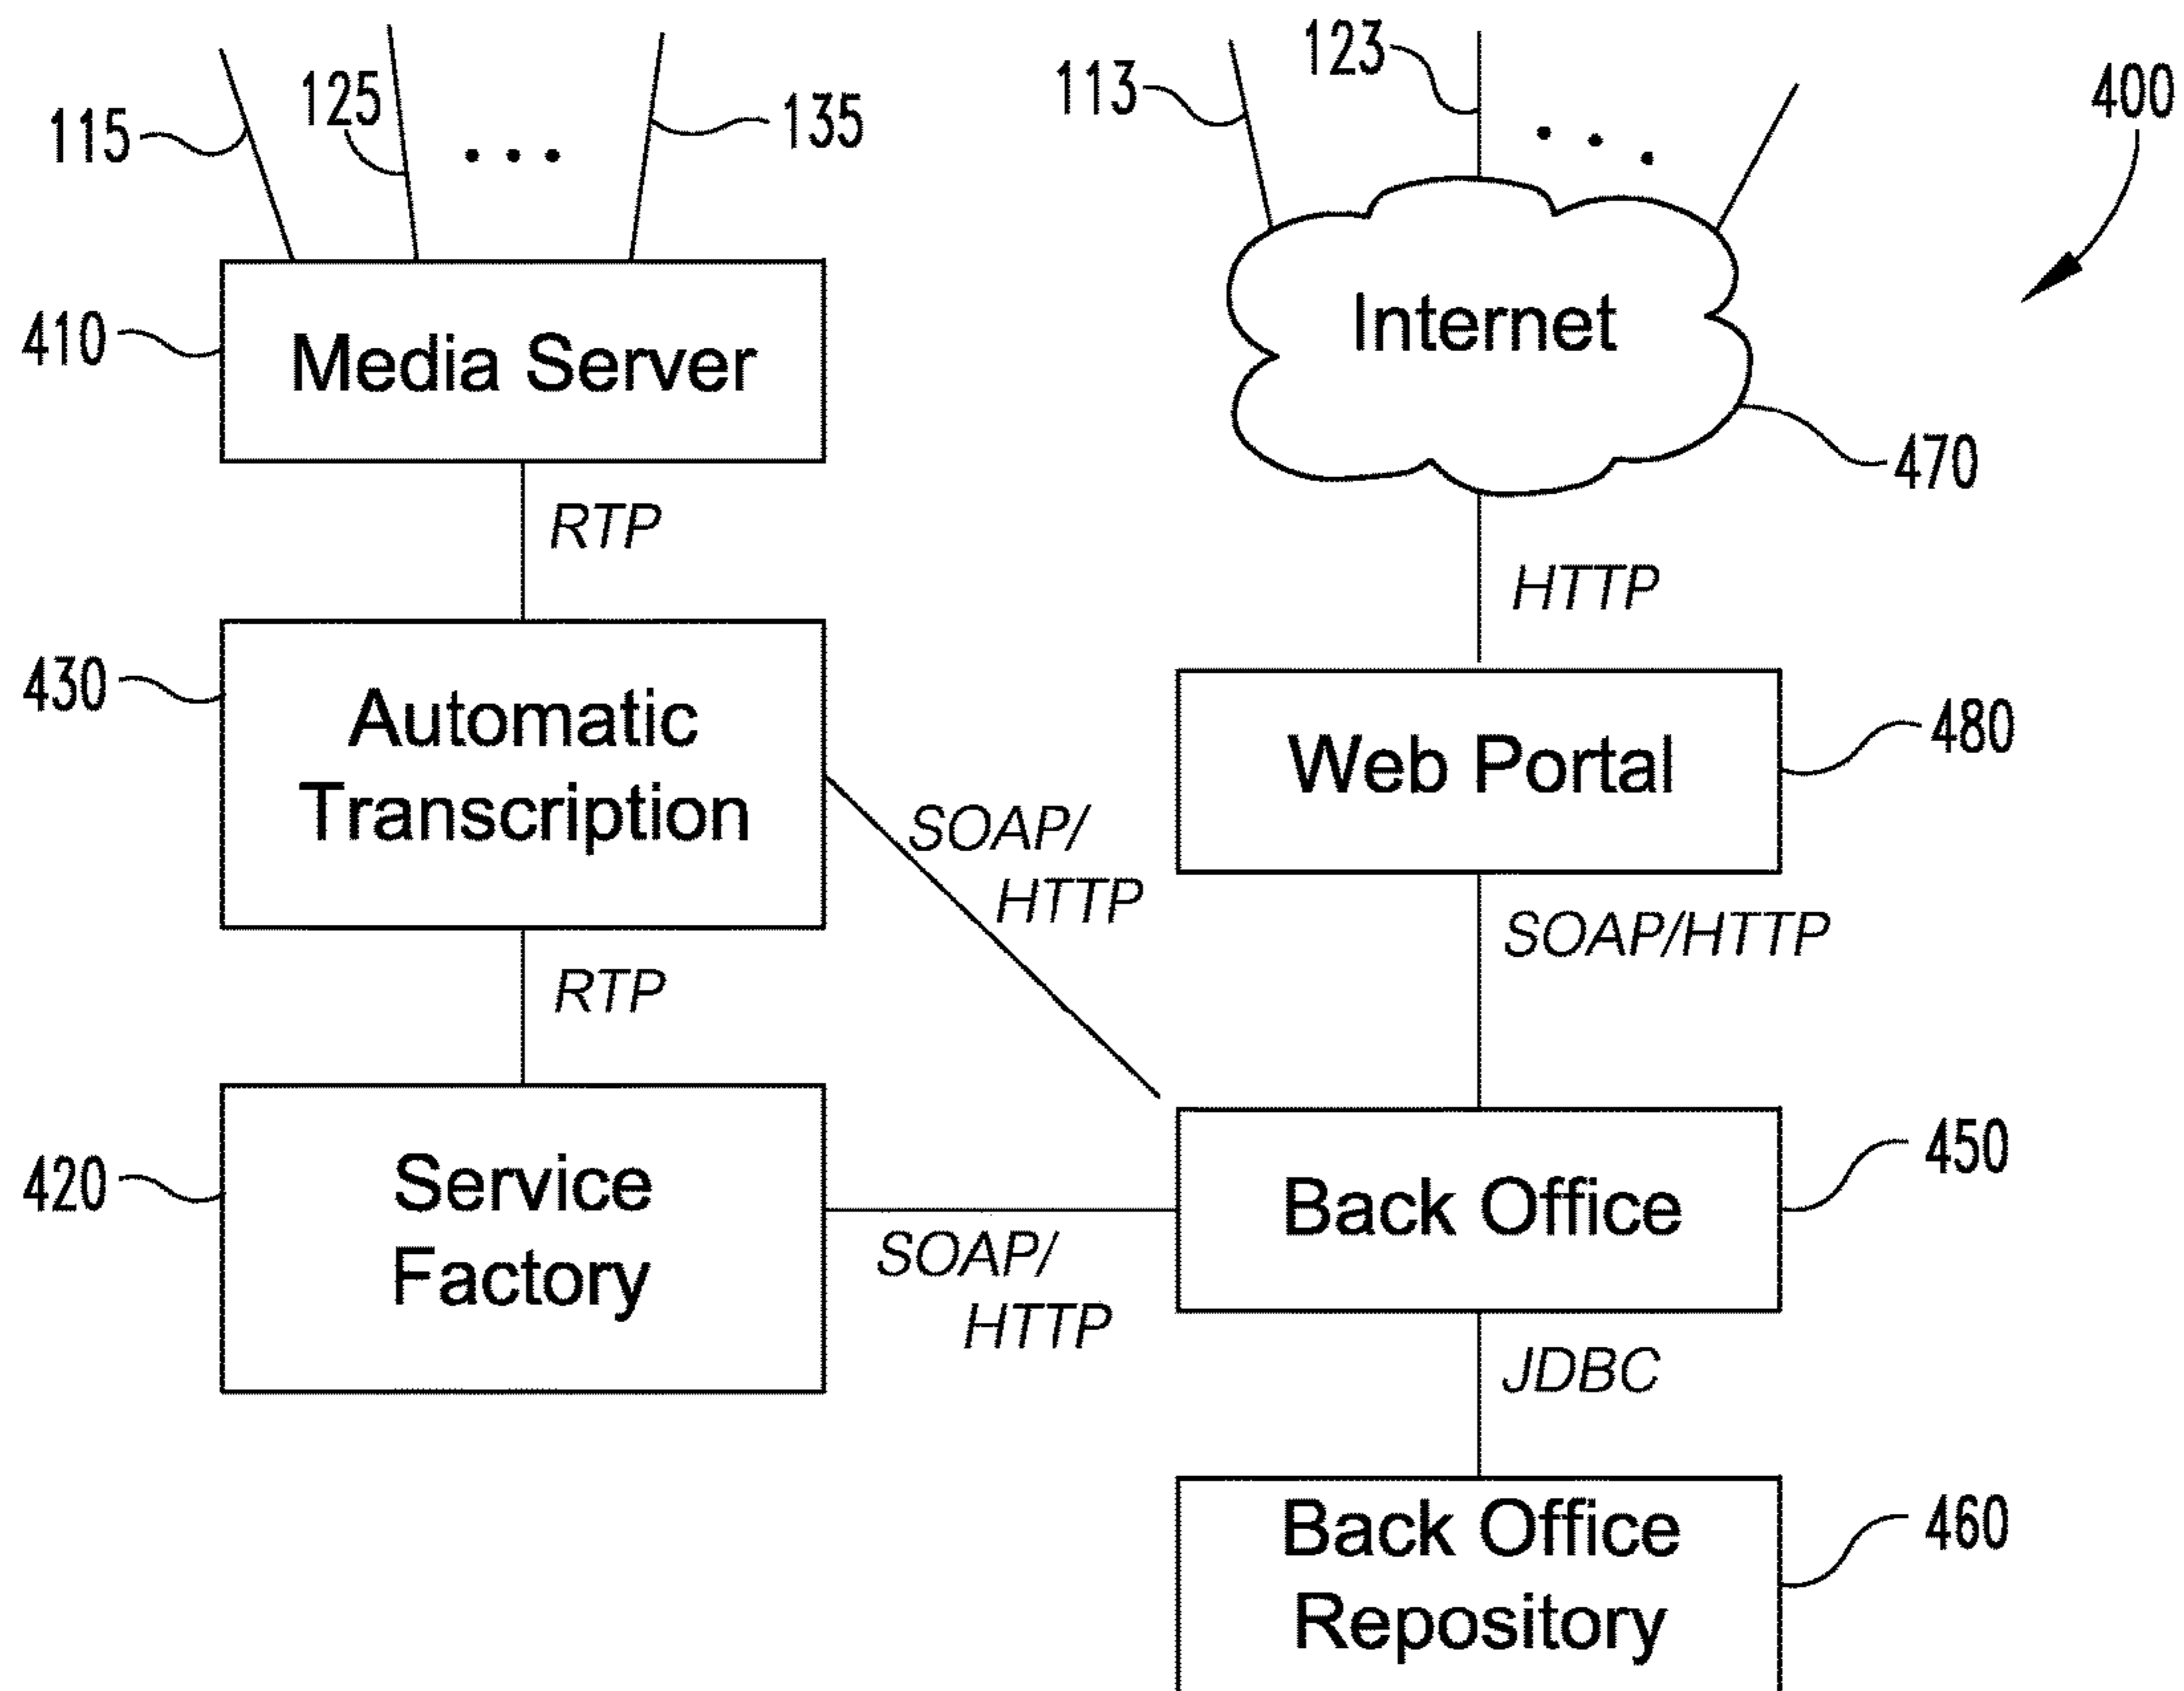 115
125
135
113
123
400
410
Media Server
Internet
470
RTP
HTTP
430
Automatic
Transcription
Web Portal
480
SOAP/
HTTP
SOAP/HTTP
RTP
420
Service
Factory
SOAP/
HTTP
Back Office
450
JDBC
Back Office
Repository
460